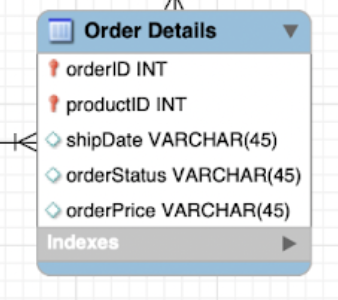 Order Details
orderID INT
productID INT
shipDate VARCHAR(45)
orderStatus VARCHAR(45)
orderPrice VARCHAR(45)
Indexes